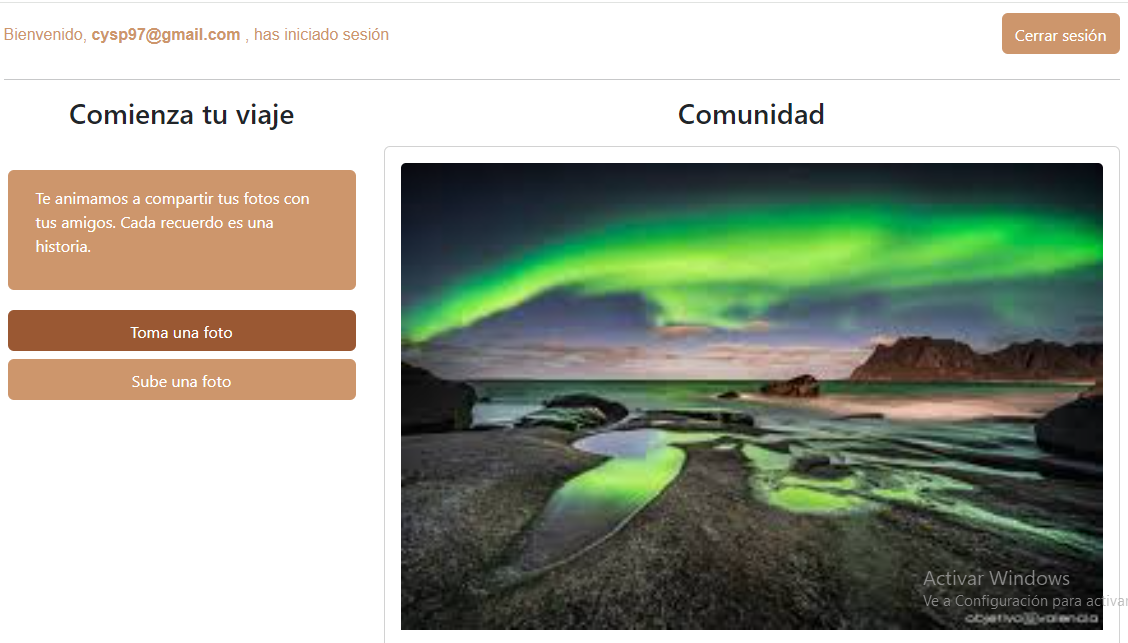 Bienvenido, cysp97@gmail.com , has iniciado sesión
Cerrar sesión
Comienza tu viaje
Te animamos a compartir tus fotos con
tus amigos. Cada recuerdo es una
historia.
Toma una foto
Sube una foto
Comunidad
Activar Windows
Ve a Configuración para activar
objetivo@valencia